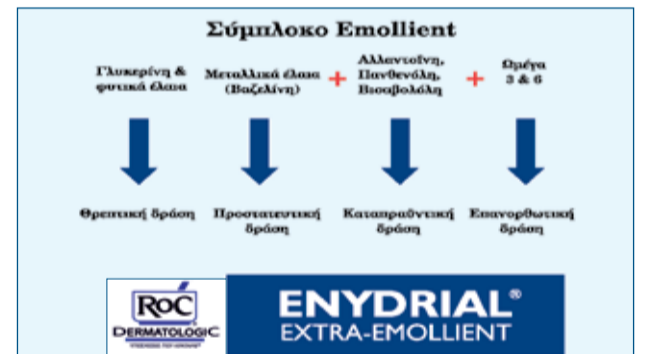 Σύμπλοκο Emollient
Γλυκερίνη &
φυτικά έλαια
Μεταλλικά έλαια
(Βαζελίνη)
+
Αλλαντοΐνη,
Πανθενόλη,
Βισαβολόλη
+
Ωμέγα
3 & 6
Θρεπτική δράση
Προστατευτική
δράση
Καταπραϋντική
δράση
Επανορθωτική
δράση
RoC
DERMATOLOGIC
ENYDRIAL®
EXTRA-EMOLLIENT